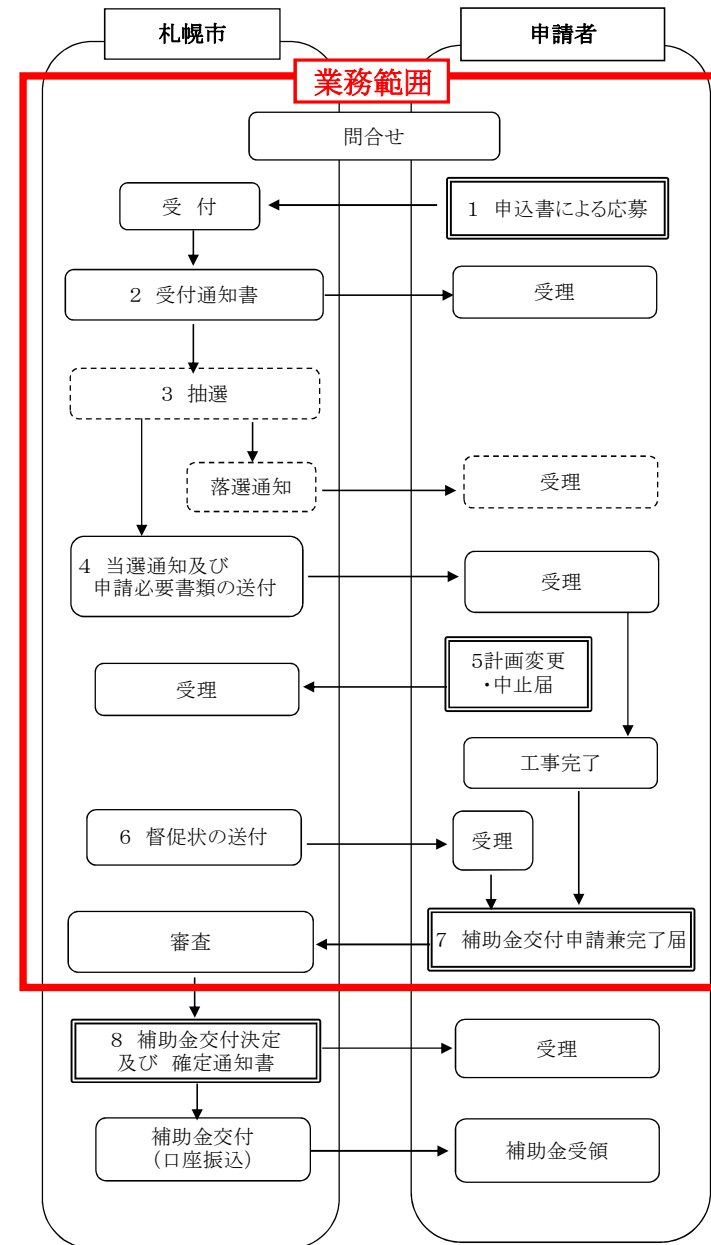 札幌市
申請者
業務範囲
問合せ
受 付
1 申込書による応募
2 受付通知書
受理
3 抽選
落選通知
受理
4 当選通知及び
申請必要書類の送付
受理
5計画変更
・中止届
受理
工事完了
6 督促状の送付
受理
審査
7 補助金交付申請兼完了届
8 補助金交付決定
及び 確定通知書
受理
補助金交付
(口座振込)
補助金受領